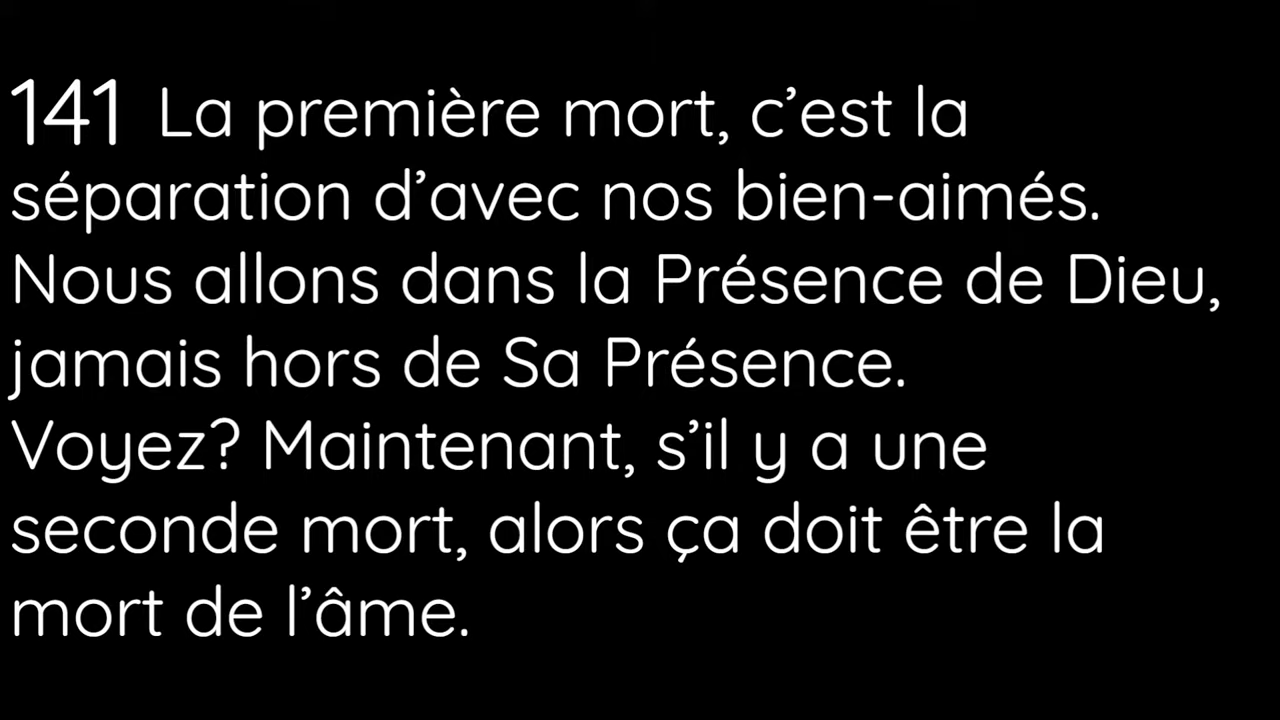 141 La première mort, c’est la
séparation d’avec nos bien-aimés.
Nous allons dans la Présence de Dieu,
jamais hors de Sa Présence.
Voyez? Maintenant, s’il y a une
seconde mort, alors ça doit être la
mort de l’âme.